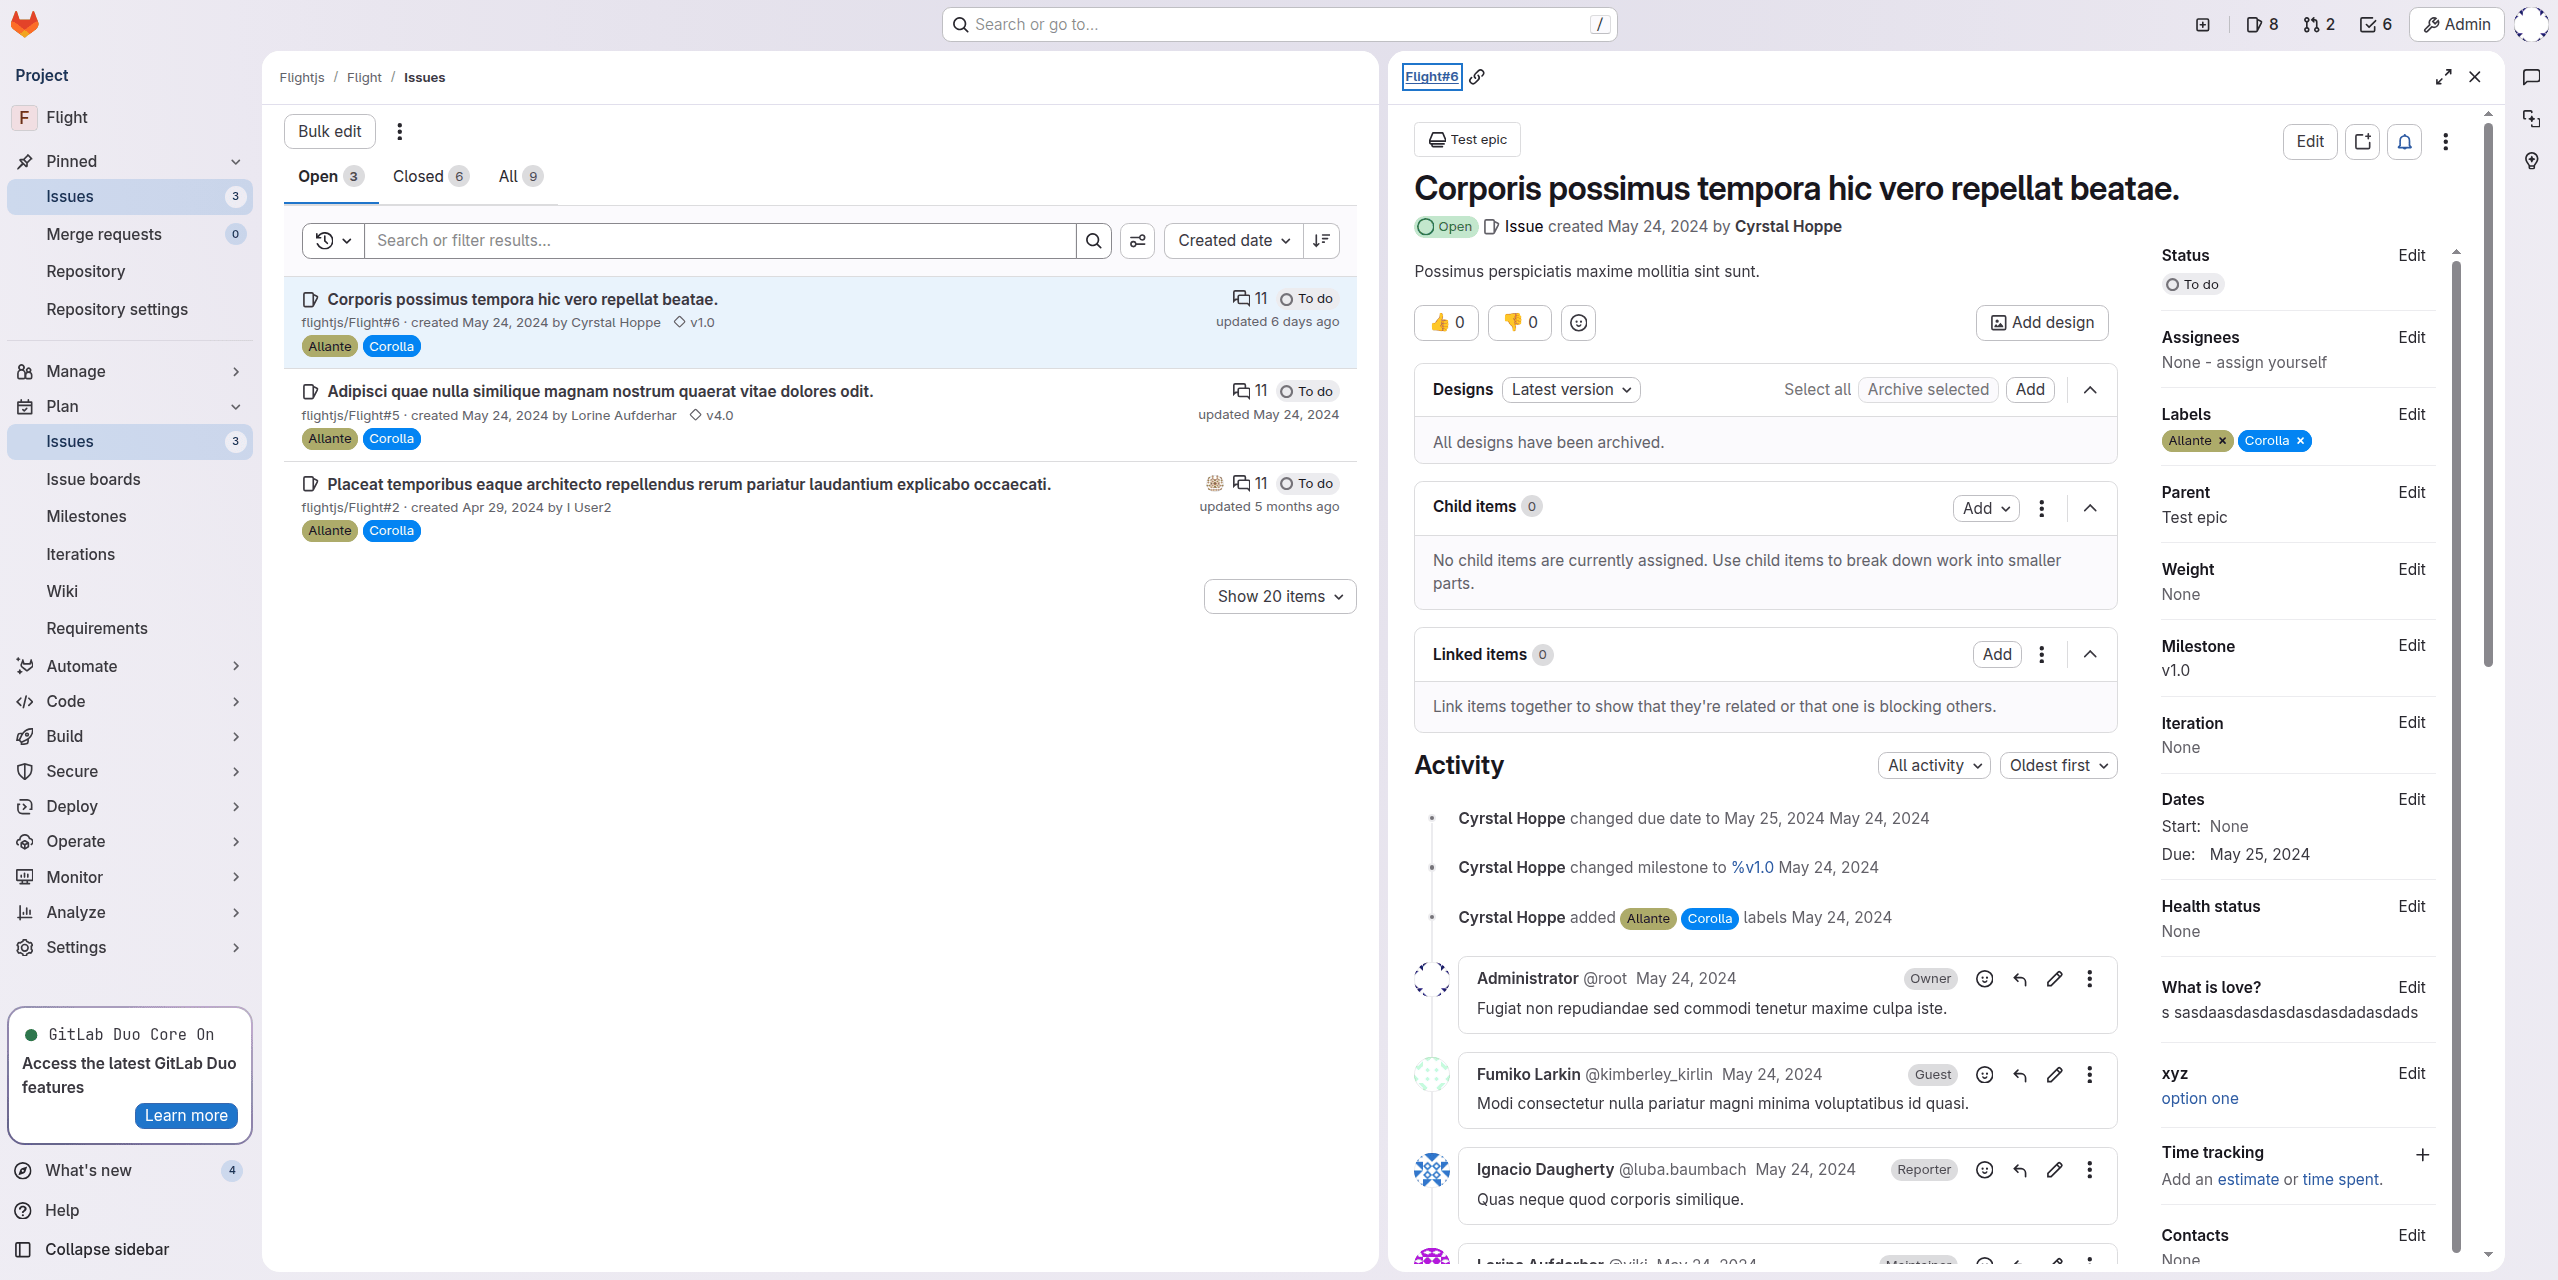 Search or go to...
/
8
2
6
Admin
Project
F Flight
Pinned
Issues 3
Merge requests 0
Repository
Repository settings
Manage
Plan
Issues 3
Issue boards
Milestones
Iterations
Wiki
Requirements
Automate
Code
Build
Secure
Deploy
Operate
Monitor
Analyze
Settings
GitLab Duo Core On
Access the latest GitLab Duo
features
Learn more
What's new 4
Help
Collapse sidebar
Flightjs / Flight / Issues
Bulk edit
Open 3 Closed 6 All 9
Search or filter results...
Created date
Corporis possimus tempora hic vero repellat beatae. 11 To do
flightjs/Flight#6 · created May 24, 2024 by Cyrstal Hoppe v1.0 updated 6 days ago
Allante Corolla
Adipisci quae nulla similique magnam nostrum quaerat vitae dolores odit. 11 To do
flightjs/Flight#5 · created May 24, 2024 by Lorine Aufderhar v4.0 updated May 24, 2024
Allante Corolla
Placeat temporibus eaque architecto repellendus rerum pariatur laudantium explicabo occaecati. 11 To do
flightjs/Flight#2 · created Apr 29, 2024 by I User2 updated 5 months ago
Allante Corolla
Show 20 items
Flight#6
Test epic
Edit
Corporis possimus tempora hic vero repellat beatae.
Open Issue created May 24, 2024 by Cyrstal Hoppe
Possimus perspiciatis maxime mollitia sint sunt.
👍 0 👎 0 Add design
Designs Latest version Select all Archive selected Add
All designs have been archived.
Child items 0 Add
No child items are currently assigned. Use child items to break down work into smaller
parts.
Linked items 0 Add
Link items together to show that they're related or that one is blocking others.
Activity All activity Oldest first
Cyrstal Hoppe changed due date to May 25, 2024 May 24, 2024
Cyrstal Hoppe changed milestone to %v1.0 May 24, 2024
Cyrstal Hoppe added Allante Corolla labels May 24, 2024
Administrator @root May 24, 2024 Owner
Fugiat non repudiandae sed commodi tenetur maxime culpa iste.
Fumiko Larkin @kimberley_kirlin May 24, 2024 Guest
Modi consectetur nulla pariatur magni minima voluptatibus id quasi.
Ignacio Daugherty @luba.baumbach May 24, 2024 Reporter
Quas neque quod corporis similique.
Lorine Aufderhar @viki May 24, 2024 Maintainer
Status Edit
To do
Assignees Edit
None - assign yourself
Labels Edit
Allante × Corolla ×
Parent Edit
Test epic
Weight Edit
None
Milestone Edit
v1.0
Iteration Edit
None
Dates Edit
Start: None
Due: May 25, 2024
Health status Edit
None
What is love? Edit
s sasdaasdasdasdasdasdadasdads
xyz Edit
option one
Time tracking
Add an estimate or time spent.
Contacts Edit
None